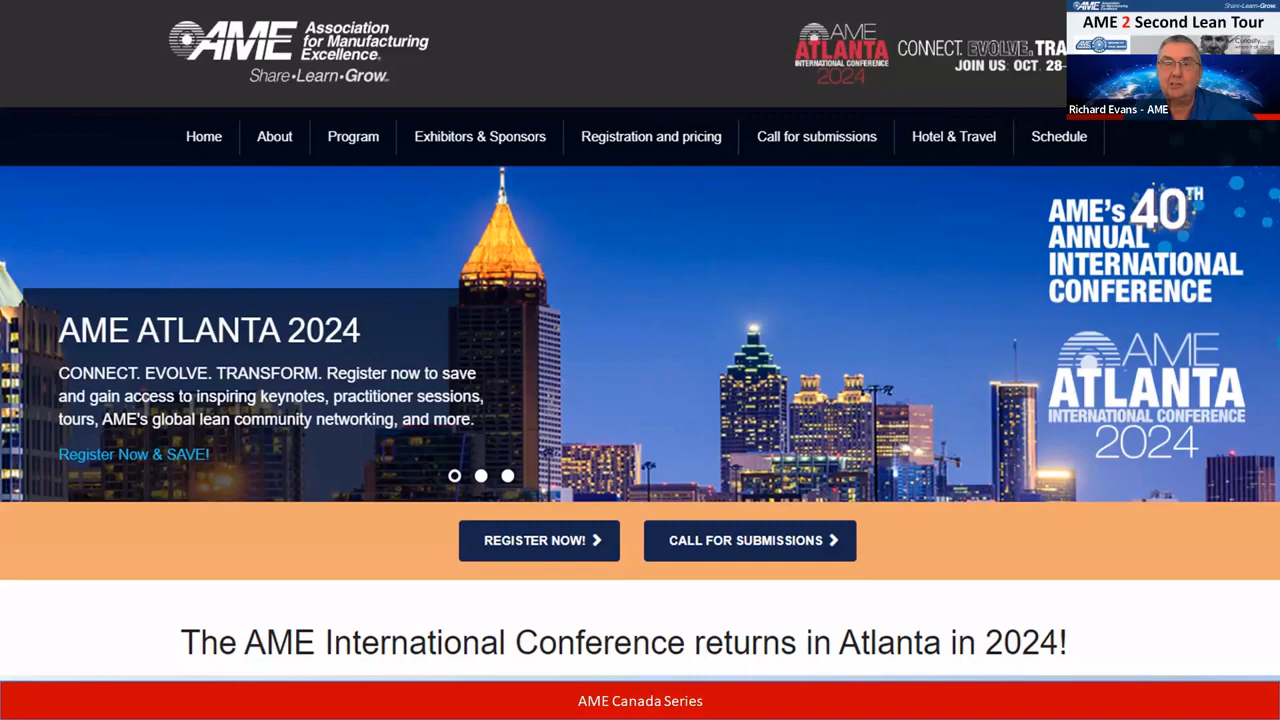 AME Association
for Manufacturing
Excellence®
Share•Learn•Grow®
AME
ATLANTA
INTERNATIONAL CONFERENCE
2024
CONNECT. EVOLVE.
JOIN US: OCT. 28-
AME
Share•Learn•Grow.
AME 2 Second Lean Tour
Curiosity...
Richard Evans - AME
Home
About
Program
Exhibitors & Sponsors
Registration and pricing
Call for submissions
Hotel & Travel
Schedule
AME's 40TH
ANNUAL
INTERNATIONAL
CONFERENCE
AME ATLANTA 2024
CONNECT. EVOLVE. TRANSFORM. Register now to save
and gain access to inspiring keynotes, practitioner sessions,
tours, AME's global lean community networking, and more.
Register Now & SAVE!
AME
ATLANTA
INTERNATIONAL CONFERENCE
2024
REGISTER NOW!
CALL FOR SUBMISSIONS
The AME International Conference returns in Atlanta in 2024!
AME Canada Series